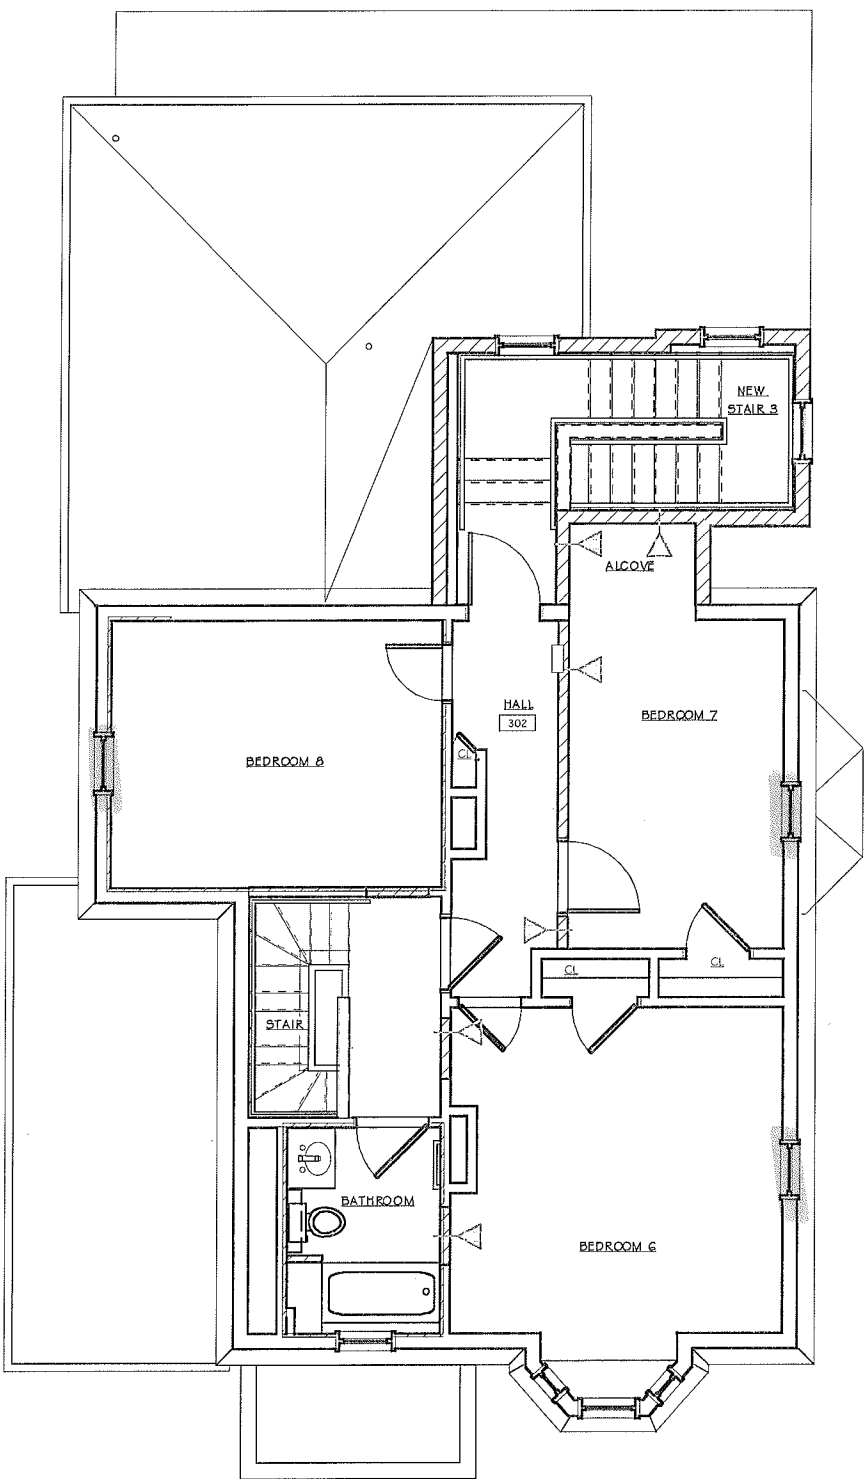 NEW
STAIR 3
ALCOVE
HALL
302
BEDROOM 7
CL
BEDROOM 8
CL
CL
STAIR
BATHROOM
BEDROOM 6